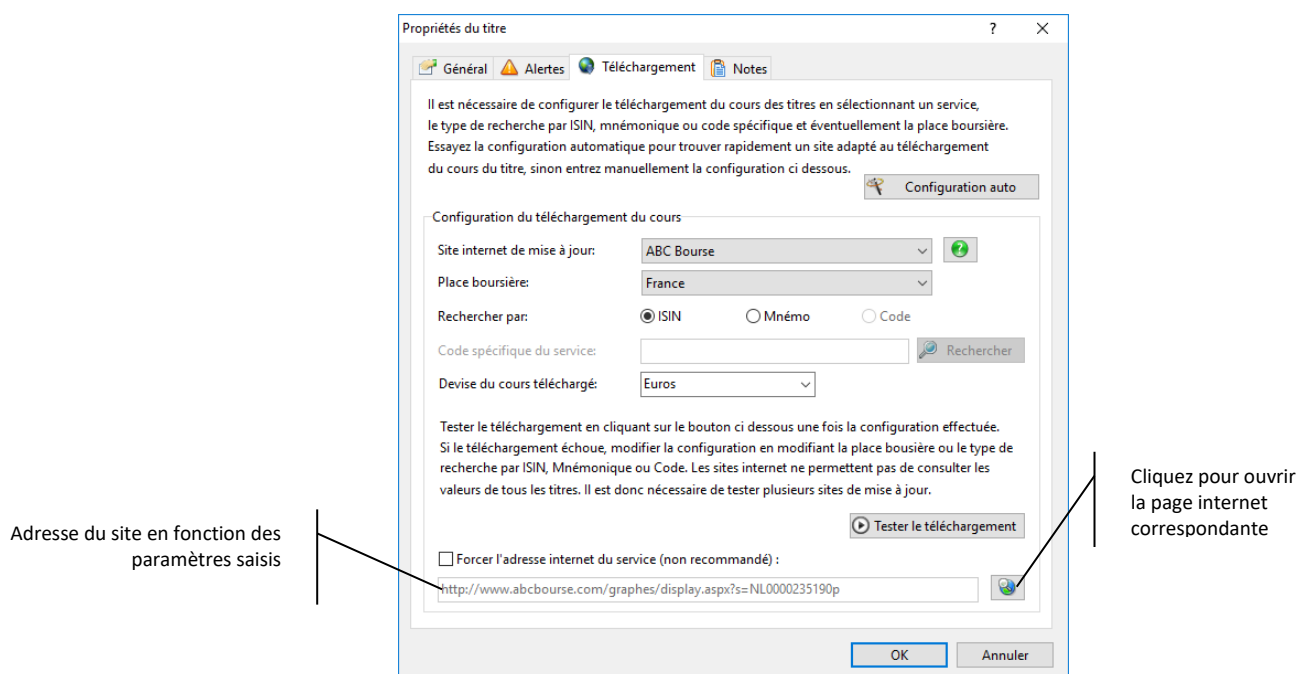 Propriétés du titre
?
Général
Alertes
Téléchargement
Notes
Il est nécessaire de configurer le téléchargement du cours des titres en sélectionnant un service,
le type de recherche par ISIN, mnémonique ou code spécifique et éventuellement la place boursière.
Essayez la configuration automatique pour trouver rapidement un site adapté au téléchargement
du cours du titre, sinon entrez manuellement la configuration ci dessous.
Configuration auto
Configuration du téléchargement du cours
Site internet de mise à jour:
ABC Bourse
?
Place boursière:
France
Rechercher par:
ISIN
Mnémo
Code
Code spécifique du service:
Rechercher
Devise du cours téléchargé:
Euros
Tester le téléchargement en cliquant sur le bouton ci dessous une fois la configuration effectuée.
Si le téléchargement échoue, modifier la configuration en modifiant la place bousière ou le type de
recherche par ISIN, Mnémonique ou Code. Les sites internet ne permettent pas de consulter les
valeurs de tous les titres. Il est donc nécessaire de tester plusieurs sites de mise à jour.
Tester le téléchargement
Forcer l'adresse internet du service (non recommandé) :
http://www.abcbourse.com/graphes/display.aspx?s=NL0000235190p
OK
Annuler
Adresse du site en fonction des
paramètres saisis
Cliquez pour ouvrir
la page internet
correspondante